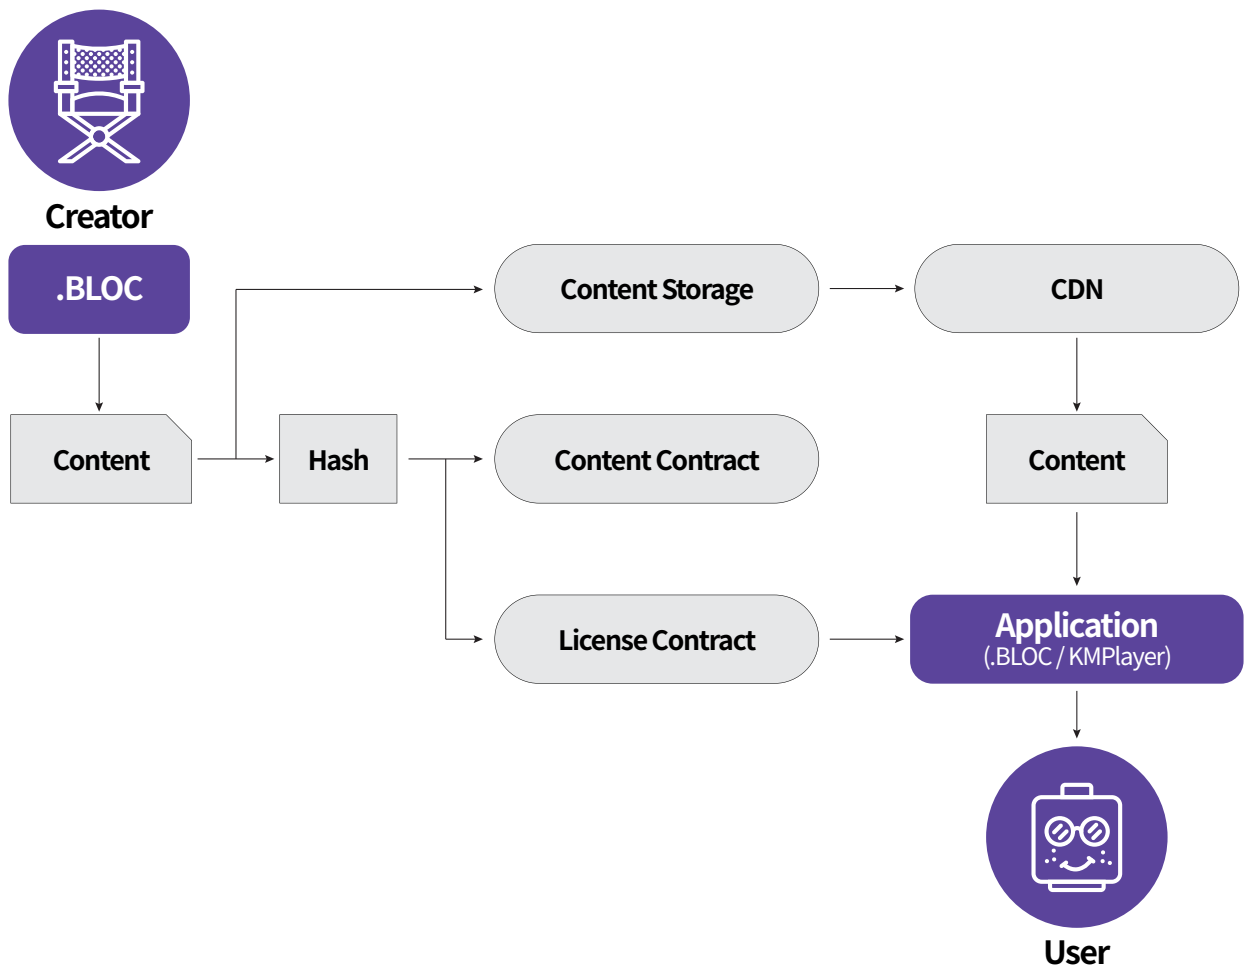 Creator
.BLOC
Content Storage
CDN
Content
Hash
Content Contract
Content
License Contract
Application
(.BLOC / KMPlayer)
User